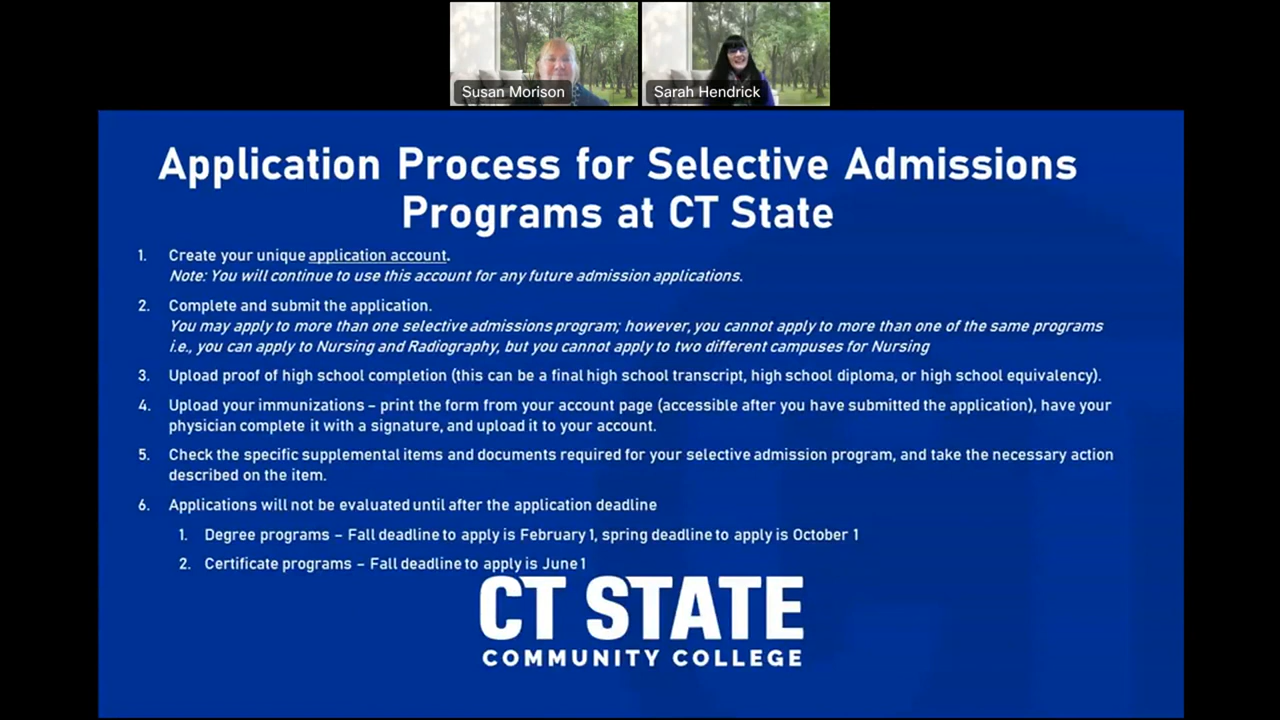 Susan Morison
Sarah Hendrick
Application Process for Selective Admissions
Programs at CT State
1. Create your unique application account.
Note: You will continue to use this account for any future admission applications.
2. Complete and submit the application.
You may apply to more than one selective admissions program; however, you cannot apply to more than one of the same programs
i.e., you can apply to Nursing and Radiography, but you cannot apply to two different campuses for Nursing
3. Upload proof of high school completion (this can be a final high school transcript, high school diploma, or high school equivalency).
4. Upload your immunizations – print the form from your account page (accessible after you have submitted the application), have your
physician complete it with a signature, and upload it to your account.
5. Check the specific supplemental items and documents required for your selective admission program, and take the necessary action
described on the item.
6. Applications will not be evaluated until after the application deadline
1. Degree programs – Fall deadline to apply is February 1, spring deadline to apply is October 1
2. Certificate programs – Fall deadline to apply is June 1
CT STATE
COMMUNITY COLLEGE